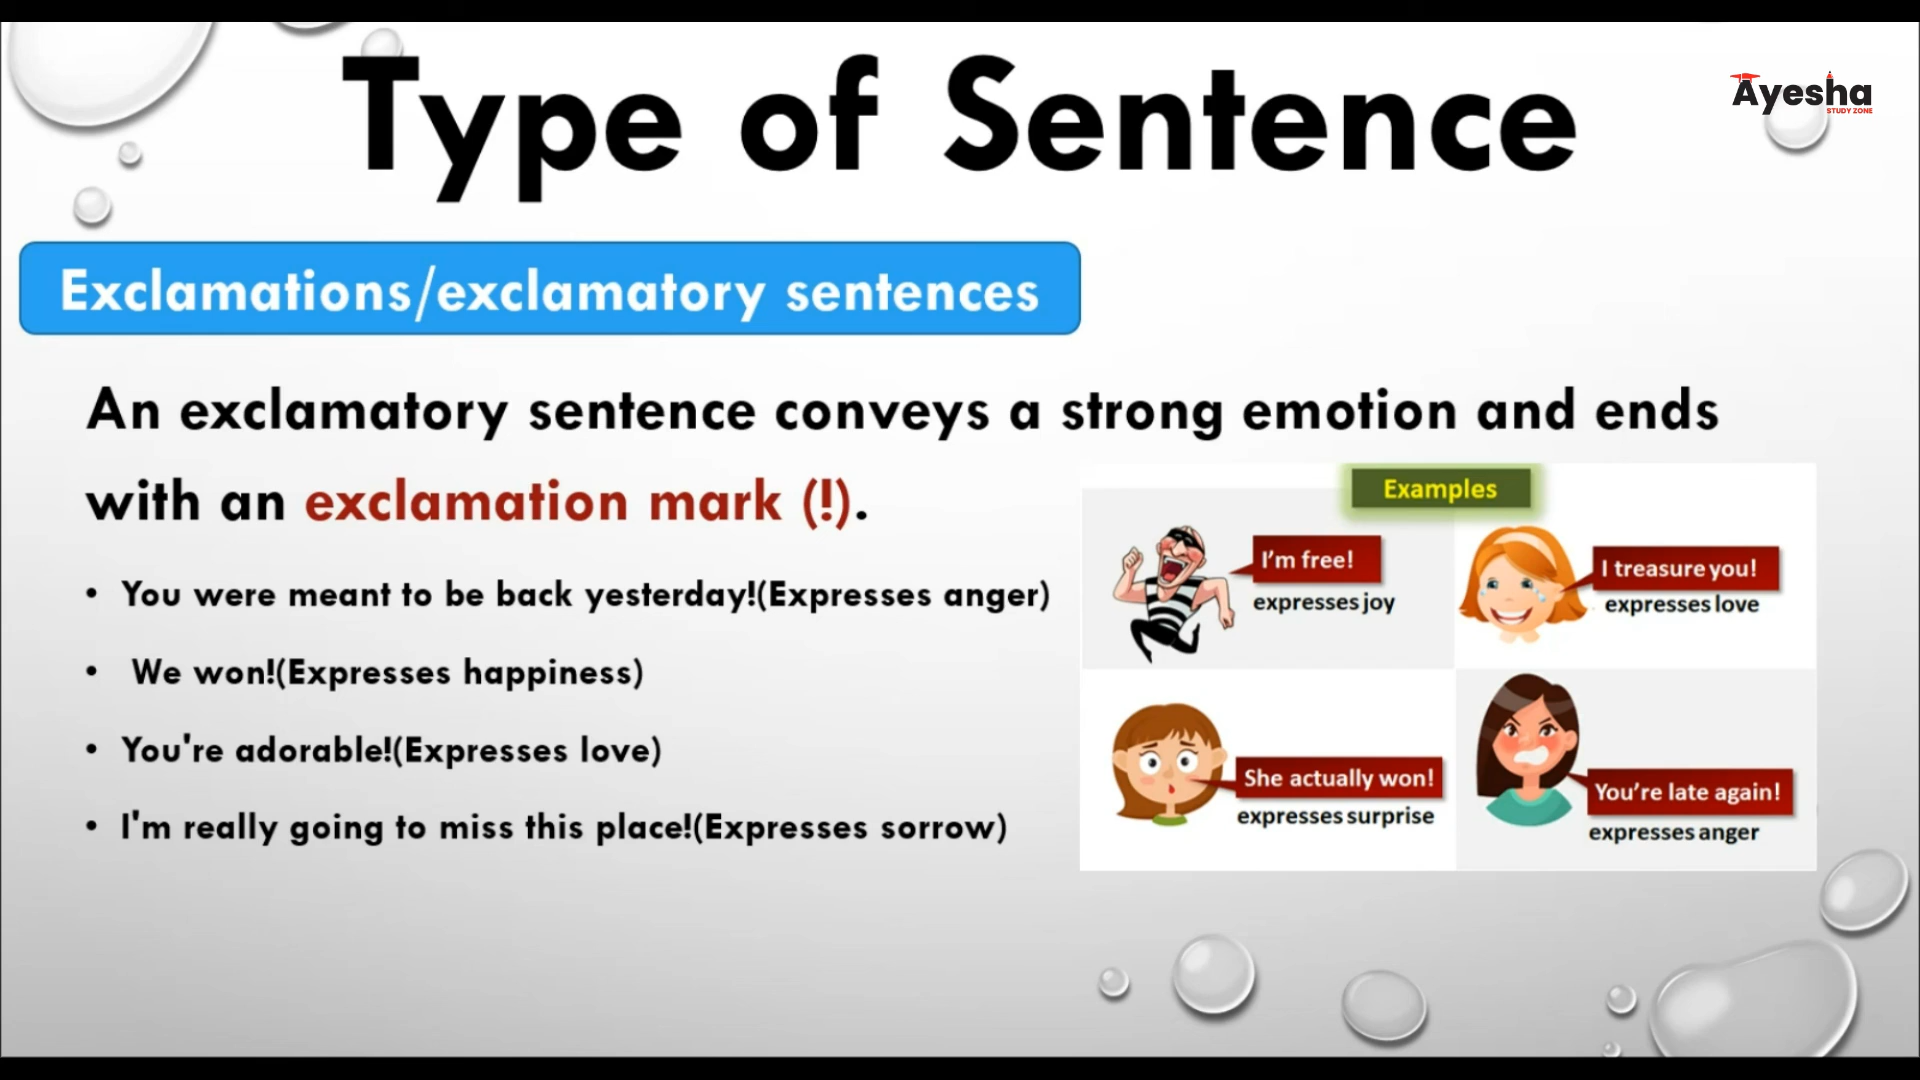 Type of Sentence
Ayesha
STUDY ZONE
Exclamations/exclamatory sentences
An exclamatory sentence conveys a strong emotion and ends
with an exclamation mark (!).
• You were meant to be back yesterday!(Expresses anger)
• We won!(Expresses happiness)
• You're adorable!(Expresses love)
• I'm really going to miss this place!(Expresses sorrow)
Examples
I'm free!
expresses joy
I treasure you!
expresses love
She actually won!
expresses surprise
You're late again!
expresses anger